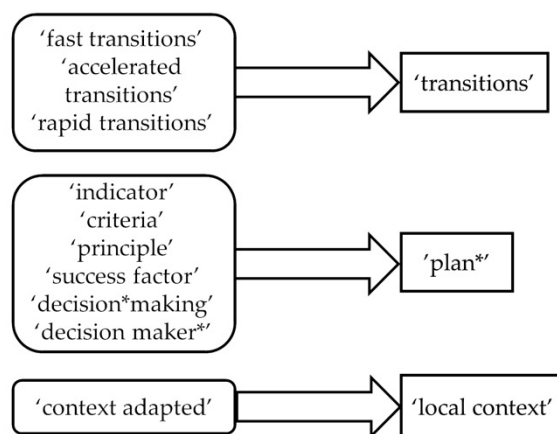 ‘fast transitions’
‘accelerated
transitions’
‘rapid transitions’
‘transitions’
‘indicator’
‘criteria’
‘principle’
‘success factor’
‘decision*making’
‘decision maker*’
’plan*’
‘context adapted’
‘local context’